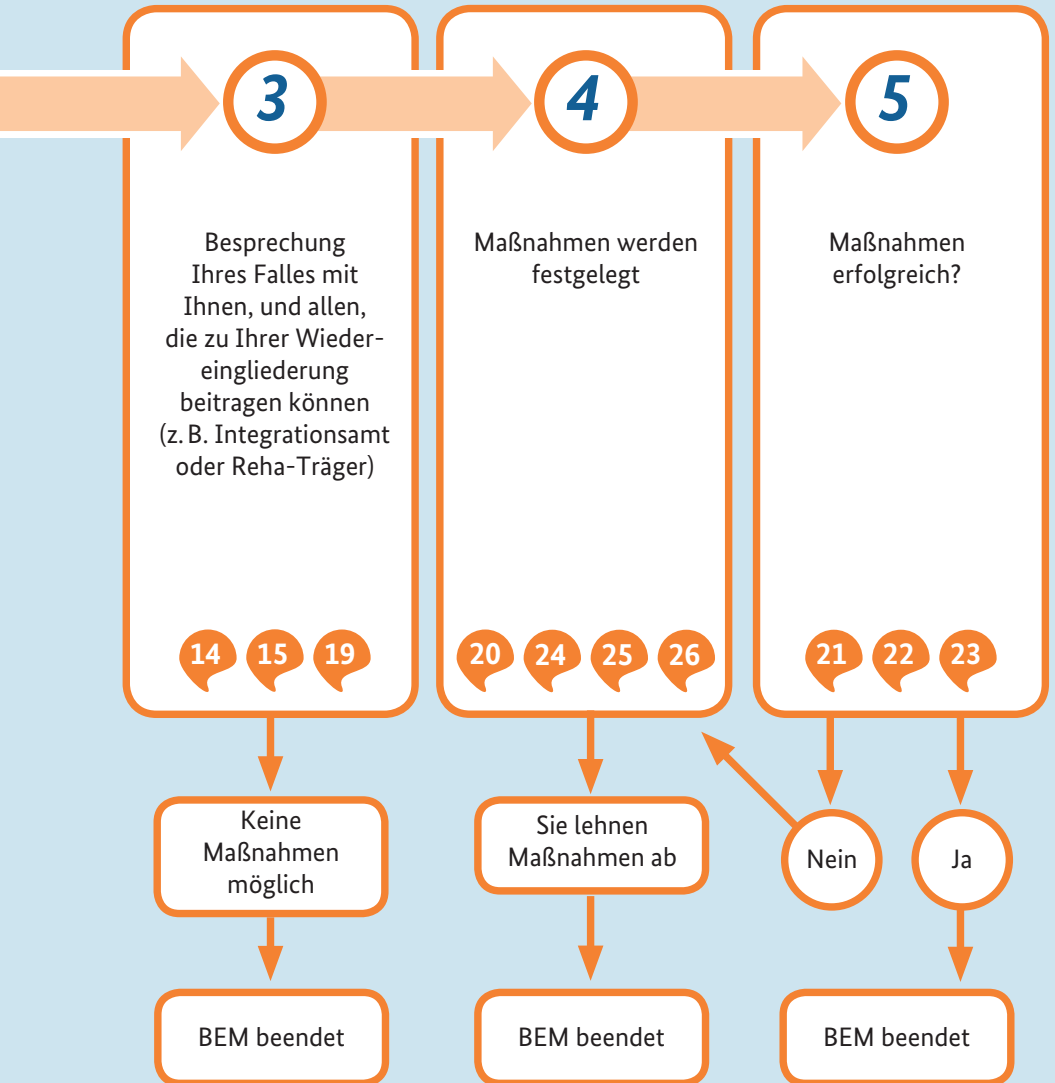 3
Besprechung
Ihres Falles mit
Ihnen, und allen,
die zu Ihrer Wieder-
eingliederung
beitragen können
(z. B. Integrationsamt
oder Reha-Träger)
14 15 19
Keine
Maßnahmen
möglich
BEM beendet
4
Maßnahmen werden
festgelegt
20 24 25 26
Sie lehnen
Maßnahmen ab
BEM beendet
5
Maßnahmen
erfolgreich?
21 22 23
Nein
Ja
BEM beendet